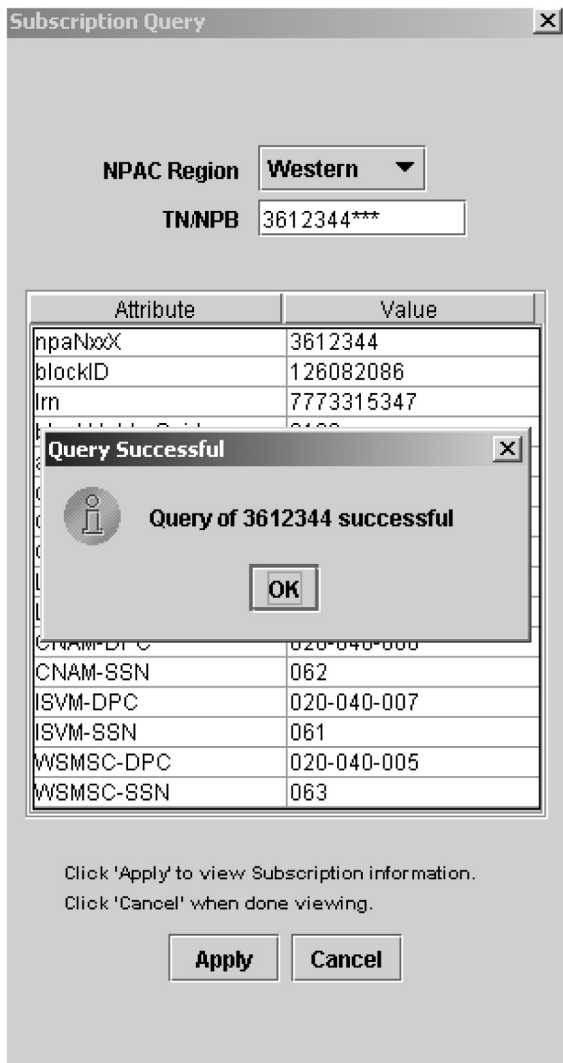 Subscription Query
NPAC Region Western
TN/NPB 3612344***
Attribute Value
npaNxxX 3612344
blockID 126082086
lrn 7773315347
Query Successful
Query of 3612344 successful
OK
CNAM-DPC
CNAM-SSN 062
ISVM-DPC 020-040-007
ISVM-SSN 061
WSMSC-DPC 020-040-005
WSMSC-SSN 063
Click 'Apply' to view Subscription information.
Click 'Cancel' when done viewing.
Apply Cancel